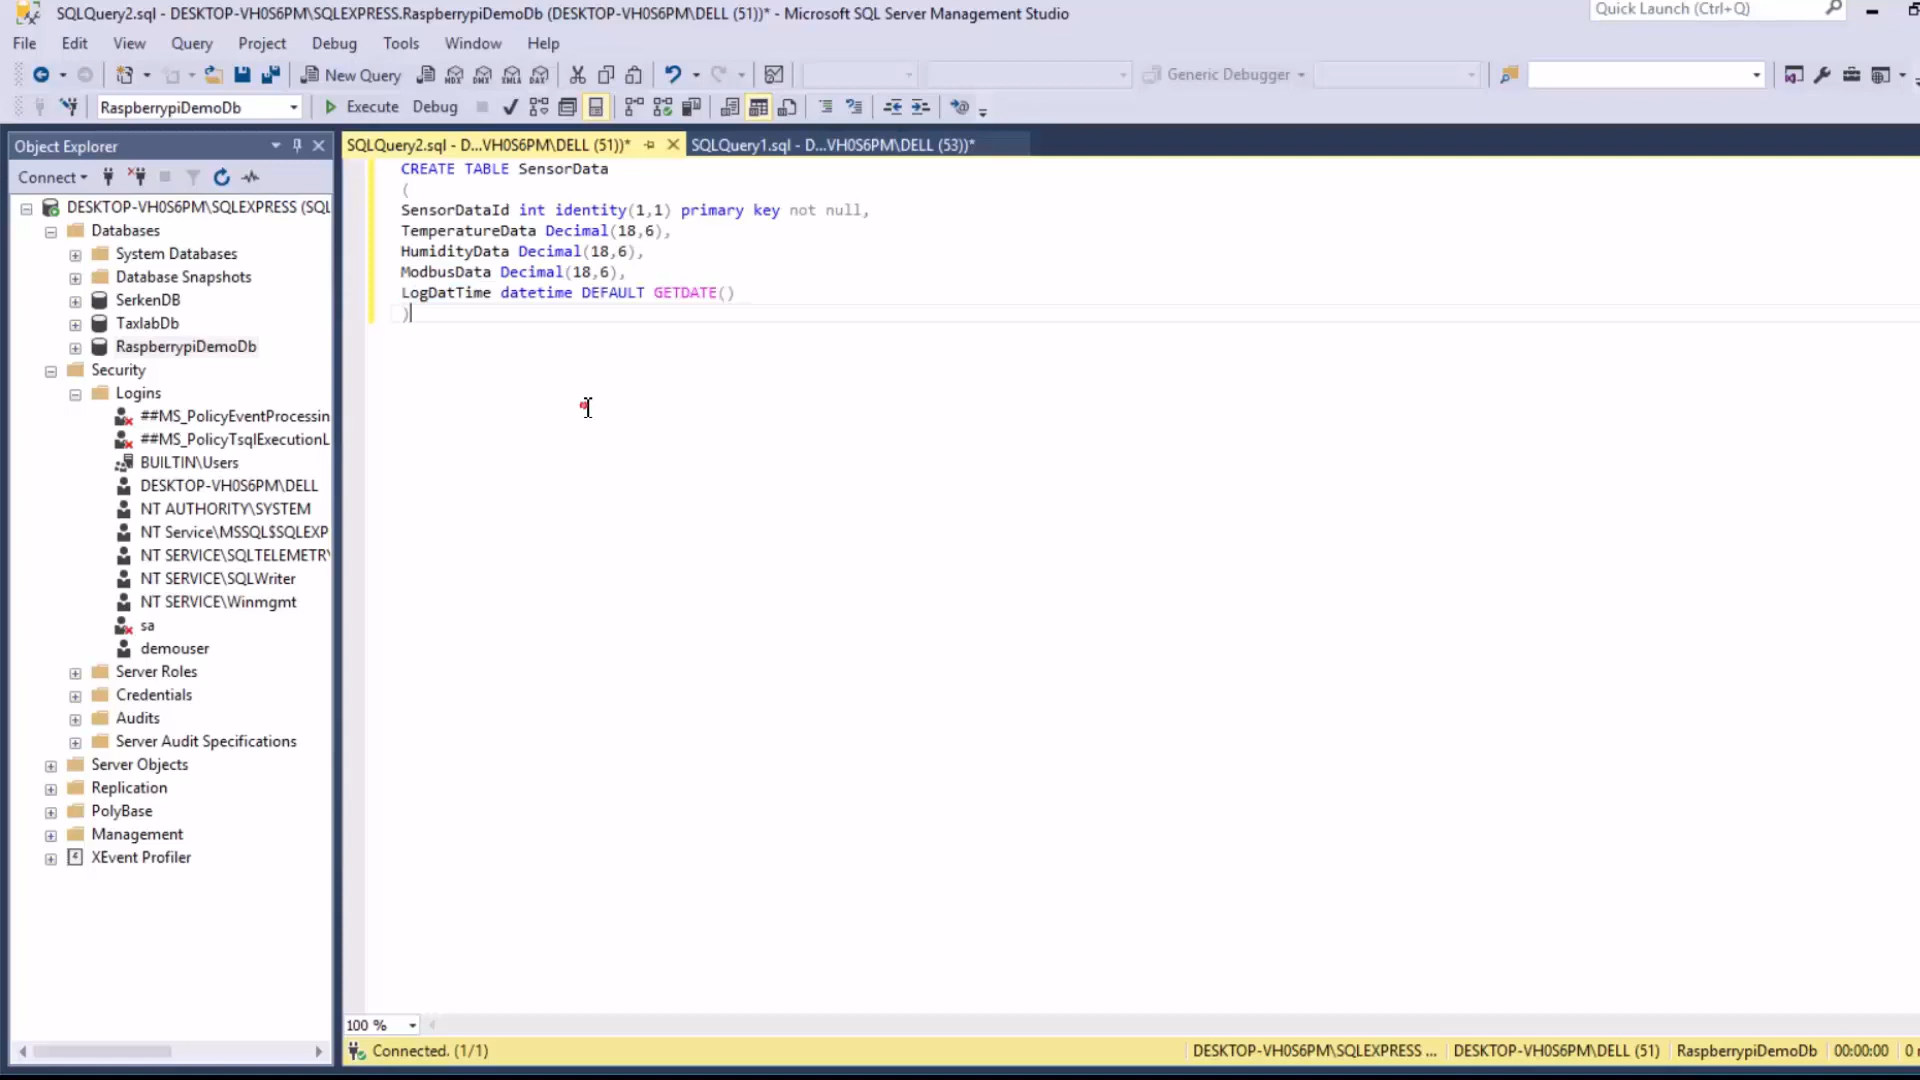 SQLQuery2.sql - DESKTOP-VH0S6PM\SQLEXPRESS.RaspberrypiDemoDb (DESKTOP-VH0S6PM\DELL (51))* - Microsoft SQL Server Management Studio
Quick Launch (Ctrl+Q)
File Edit View Query Project Debug Tools Window Help
New Query
Generic Debugger
RaspberrypiDemoDb
Execute Debug
Object Explorer
SQLQuery2.sql - D...VH0S6PM\DELL (51))*
SQLQuery1.sql - D...VH0S6PM\DELL (53))*
Connect
DESKTOP-VH0S6PM\SQLEXPRESS (SQL
Databases
System Databases
Database Snapshots
SerkenDB
TaxlabDb
RaspberrypiDemoDb
Security
Logins
##MS_PolicyEventProcessin
##MS_PolicyTsqlExecutionL
BUILTIN\Users
DESKTOP-VH0S6PM\DELL
NT AUTHORITY\SYSTEM
NT Service\MSSQL$SQLEXP
NT SERVICE\SQLTELEMETRY
NT SERVICE\SQLWriter
NT SERVICE\Winmgmt
sa
demouser
Server Roles
Credentials
Audits
Server Audit Specifications
Server Objects
Replication
PolyBase
Management
XEvent Profiler
CREATE TABLE SensorData
(
SensorDataId int identity(1,1) primary key not null,
TemperatureData Decimal(18,6),
HumidityData Decimal(18,6),
ModbusData Decimal(18,6),
LogDatTime datetime DEFAULT GETDATE()
)
100 %
Connected. (1/1)
DESKTOP-VH0S6PM\SQLEXPRESS ...
DESKTOP-VH0S6PM\DELL (51)
RaspberrypiDemoDb
00:00:00
0